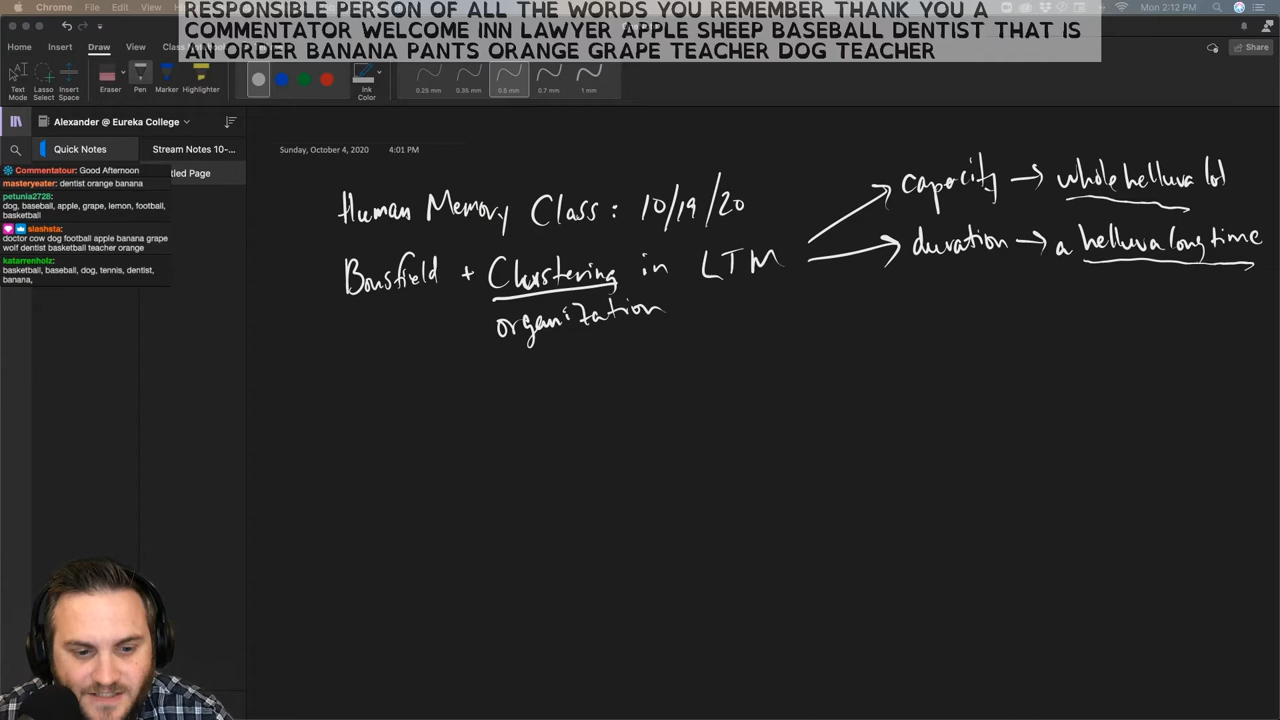 RESPONSIBLE PERSON OF ALL THE WORDS YOU REMEMBER THANK YOU A
COMMENTATOR WELCOME INN LAWYER APPLE SHEEP BASEBALL DENTIST THAT IS
AN ORDER BANANA PANTS ORANGE GRAPE TEACHER DOG TEACHER
Chrome File Edit
Mon 2:12 PM
Home Insert Draw View
Share
Text Mode
Lasso Select
Insert Space
Eraser
Pen
Marker
Highlighter
Ink Color
0.25 mm
0.35 mm
0.5 mm
0.7 mm
1 mm
Alexander @ Eureka College
Quick Notes
Stream Notes 10-...
tled Page
Commentatour: Good Afternoon
masteryeater: dentist orange banana
petunia2728:
dog, baseball, apple, grape, lemon, football,
basketball
slashsta:
doctor cow dog football apple banana grape
wolf dentist basketball teacher orange
katarrenholz:
basketball, baseball, dog, tennis, dentist,
banana,
Sunday, October 4, 2020 4:01 PM
Human Memory Class: 10/19/20
Bousfield + Clustering in LTM
organization
capacity → whole helluva lot
duration → a helluva long time